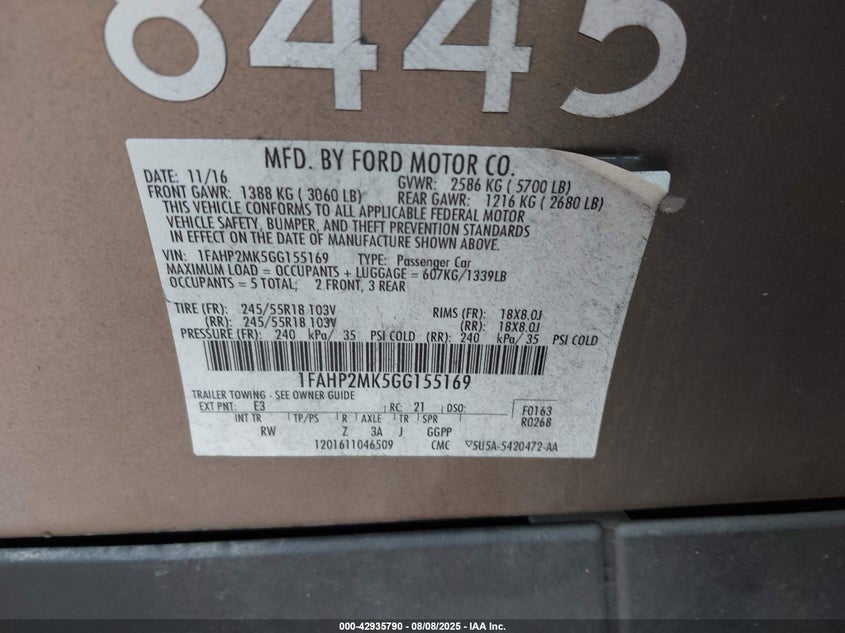 8445
MFD. BY FORD MOTOR CO.
DATE: 11/16 GVWR: 2586 KG ( 5700 LB)
FRONT GAWR: 1388 KG ( 3060 LB) REAR GAWR: 1216 KG ( 2680 LB)
THIS VEHICLE CONFORMS TO ALL APPLICABLE FEDERAL MOTOR
VEHICLE SAFETY, BUMPER, AND THEFT PREVENTION STANDARDS
IN EFFECT ON THE DATE OF MANUFACTURE SHOWN ABOVE.
VIN: 1FAHP2MK5GG155169 TYPE: Passenger Car
MAXIMUM LOAD = OCCUPANTS + LUGGAGE = 607KG/1339LB
OCCUPANTS = 5 TOTAL; 2 FRONT, 3 REAR
TIRE (FR): 245/55R18 103V RIMS (FR): 18X8.0J
(RR): 245/55R18 103V (RR): 18X8.0J
PRESSURE (FR): 240 kPa/ 35 PSI COLD (RR): 240 kPa/ 35 PSI COLD
1FAHP2MK5GG155169
TRAILER TOWING - SEE OWNER GUIDE
EXT PNT: E3 RC: 21 DSO: F0163
INT TR TP/PS R AXLE TR SPR R0268
RW Z 3A J GGPP
1201611046509 CMC ▽5U5A-5420472-AA
000-42935790 - 08/08/2025 - IAA Inc.